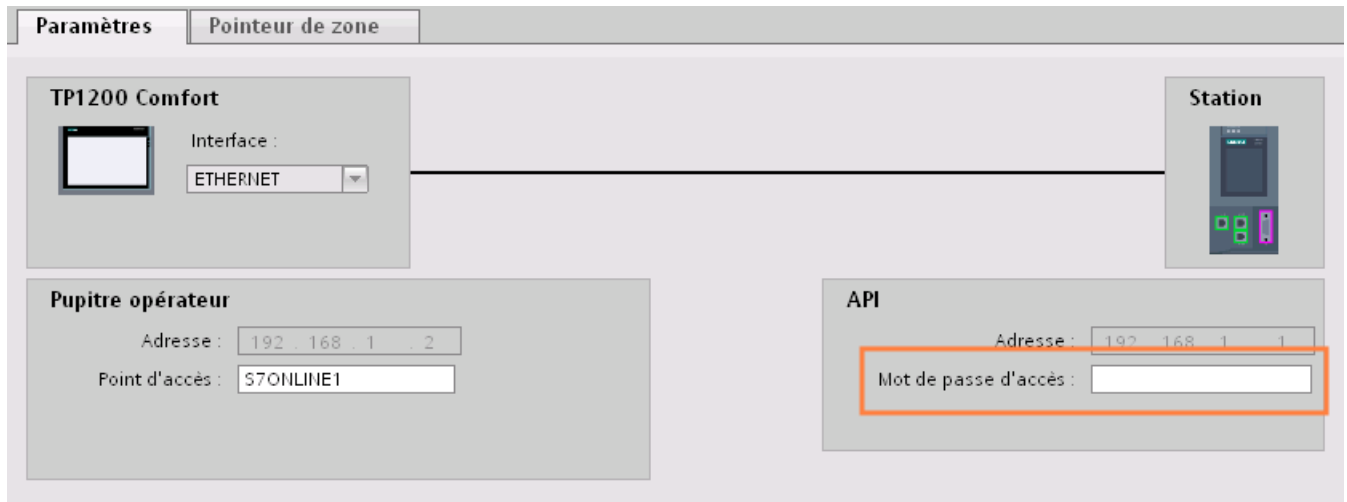 Paramètres
Pointeur de zone
TP1200 Comfort
Interface :
ETHERNET
Station
Pupitre opérateur
Adresse : 192 . 168 . 1 . 2
Point d'accès : S7ONLINE1
API
Adresse : 192 . 168 . 1 . 1
Mot de passe d'accès :